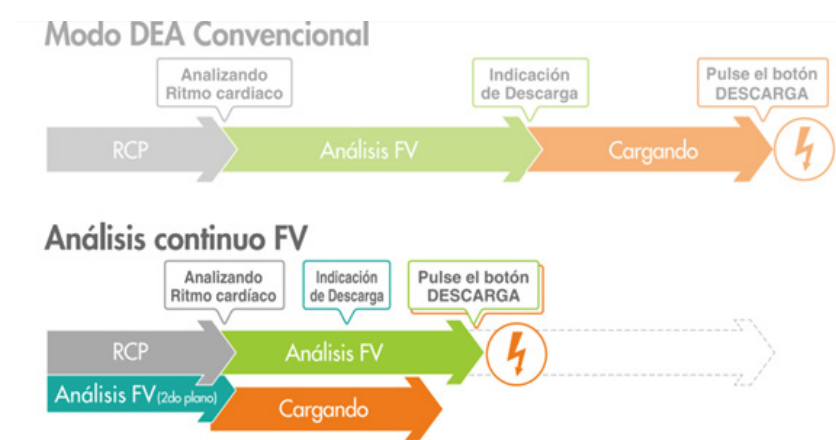 Modo DEA Convencional
Analizando
Ritmo cardiaco
Indicación
de Descarga
Pulse el botón
DESCARGA
RCP
Análisis FV
Cargando
Análisis continuo FV
Analizando
Ritmo cardíaco
Indicación
de Descarga
Pulse el botón
DESCARGA
RCP
Análisis FV
Análisis FV (2do plano)
Cargando